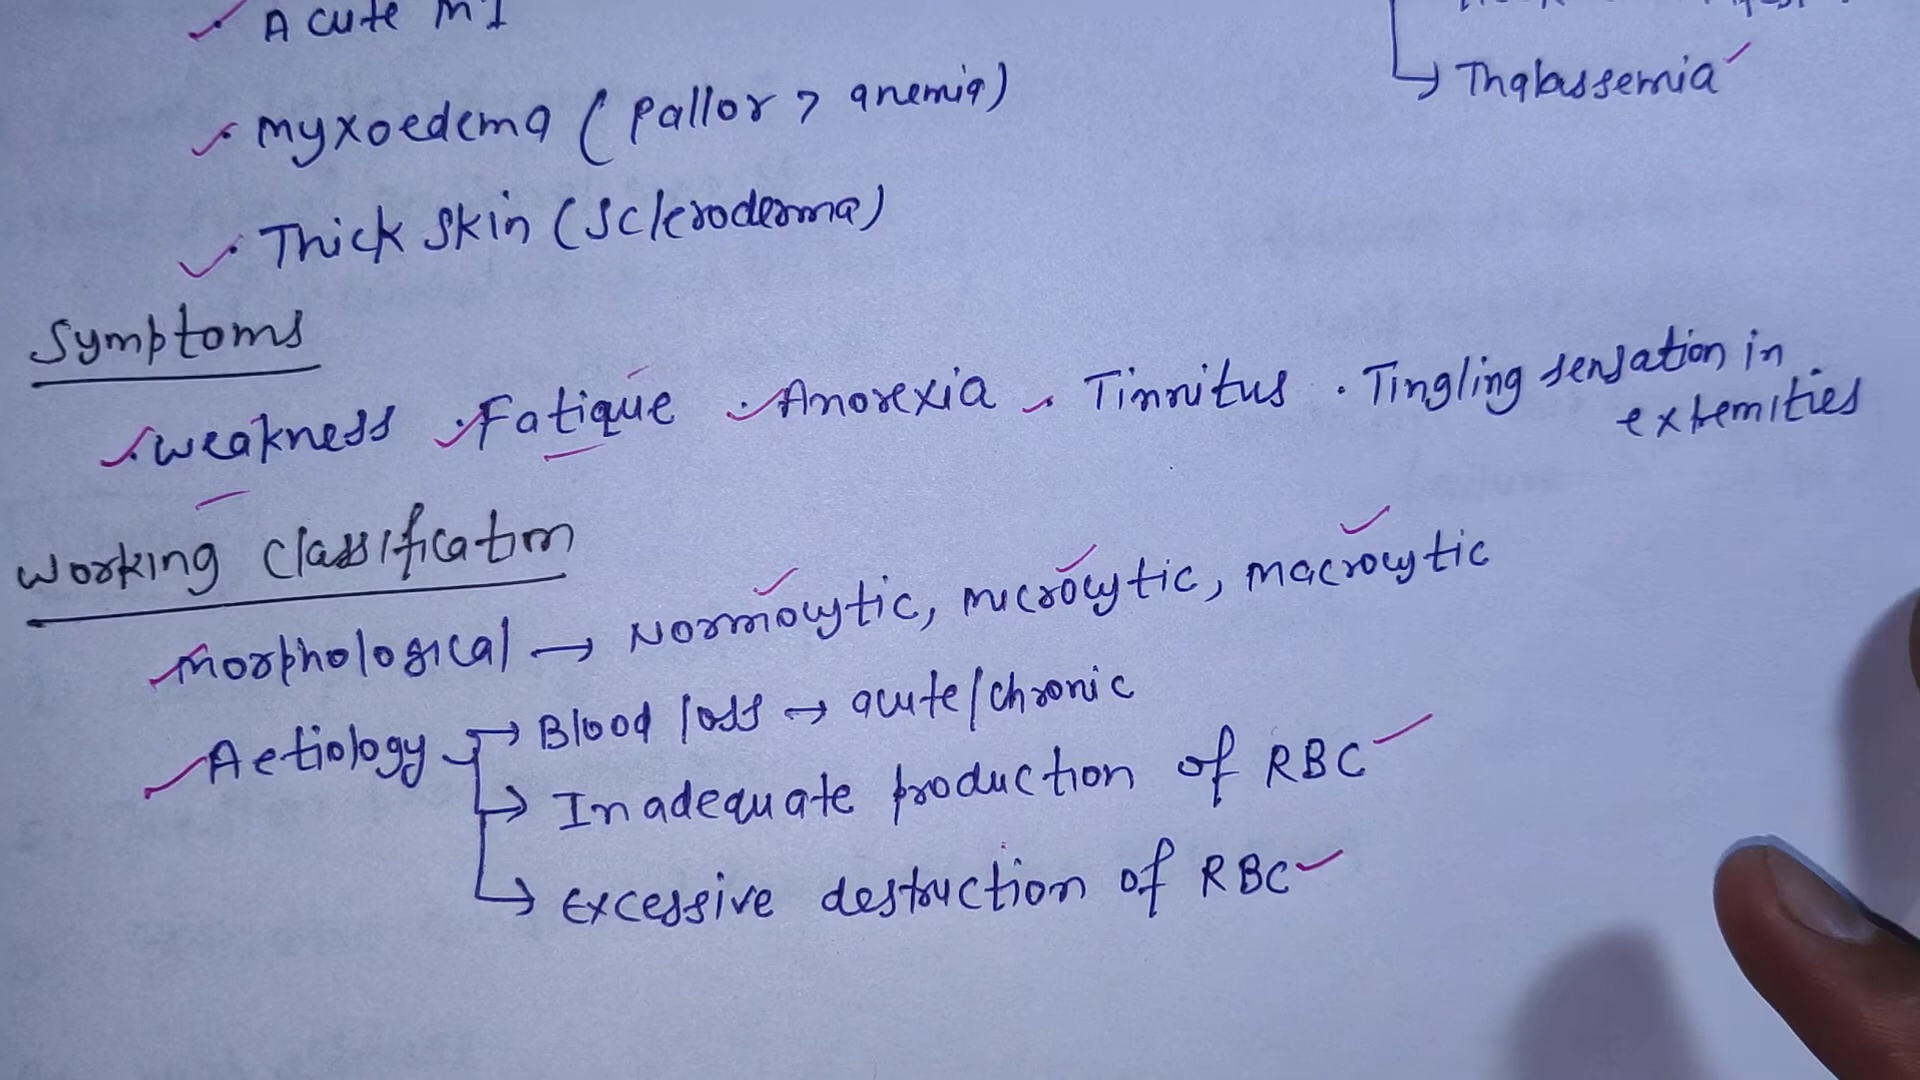 • Acute MI
→ Thalassemia
• Myxoedema (pallor > anemia)
• Thick skin (Scleroderma)
Symptoms
• weakness • Fatique • Anorexia • Tinnitus • Tingling sensation in
extremities
Working Classification
Morphological → Normocytic, microcytic, macrocytic
Aetiology → Blood loss → acute/chronic
→ Inadequate production of RBC
→ Excessive destruction of RBC